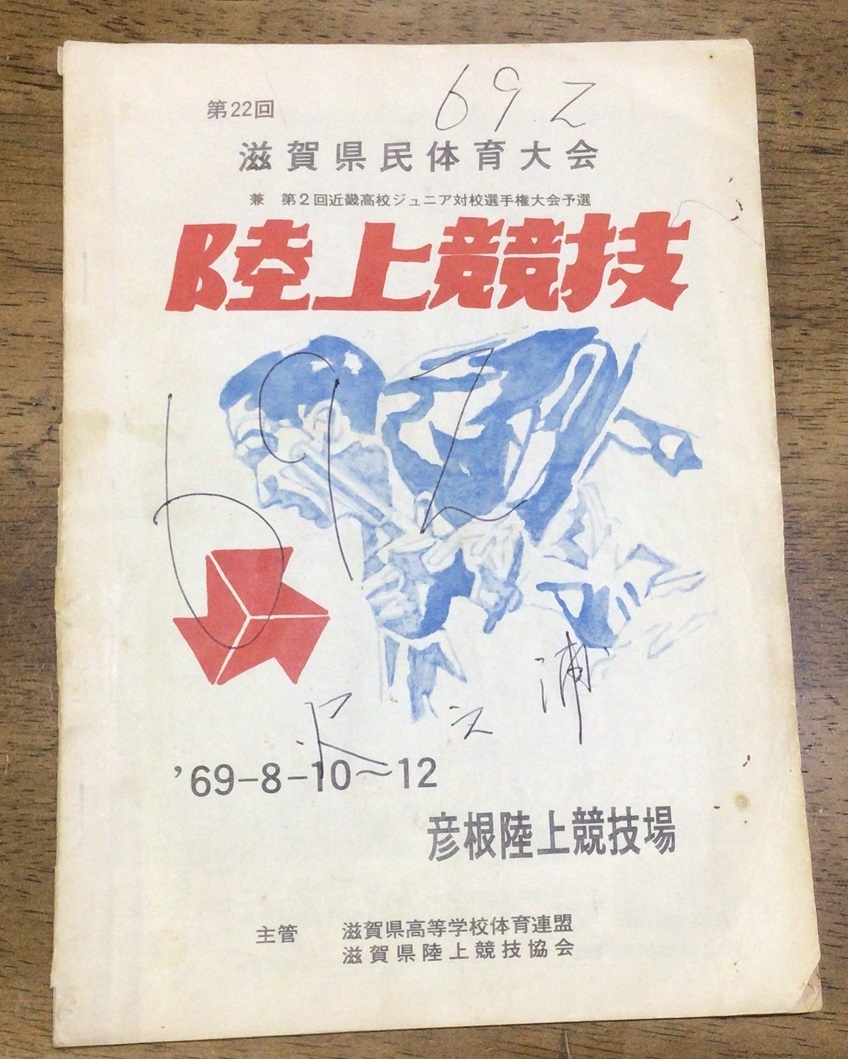 第22回
69.2
滋賀県民体育大会
兼 第2回近畿高校ジュニア対校選手権大会予選
陸上競技
692
沢之浦
'69-8-10〜12
彦根陸上競技場
主管 滋賀県高等学校体育連盟
滋賀県陸上競技協会